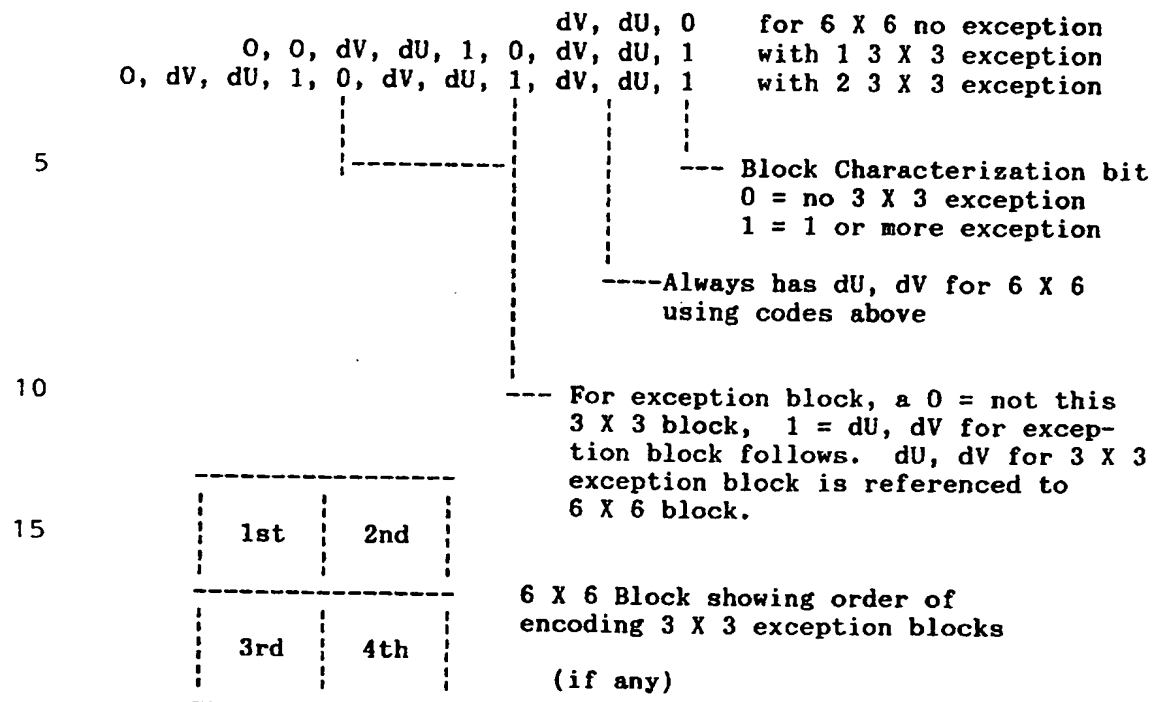 dV, dU, 0 for 6 X 6 no exception
0, 0, dV, dU, 1, 0, dV, dU, 1 with 1 3 X 3 exception
0, dV, dU, 1, 0, dV, dU, 1, dV, dU, 1 with 2 3 X 3 exception
5
--- Block Characterization bit
0 = no 3 X 3 exception
1 = 1 or more exception
----Always has dU, dV for 6 X 6
using codes above
10
--- For exception block, a 0 = not this
3 X 3 block, 1 = dU, dV for excep-
tion block follows. dU, dV for 3 X 3
exception block is referenced to
6 X 6 block.
15
1st 2nd
6 X 6 Block showing order of
encoding 3 X 3 exception blocks
3rd 4th
(if any)